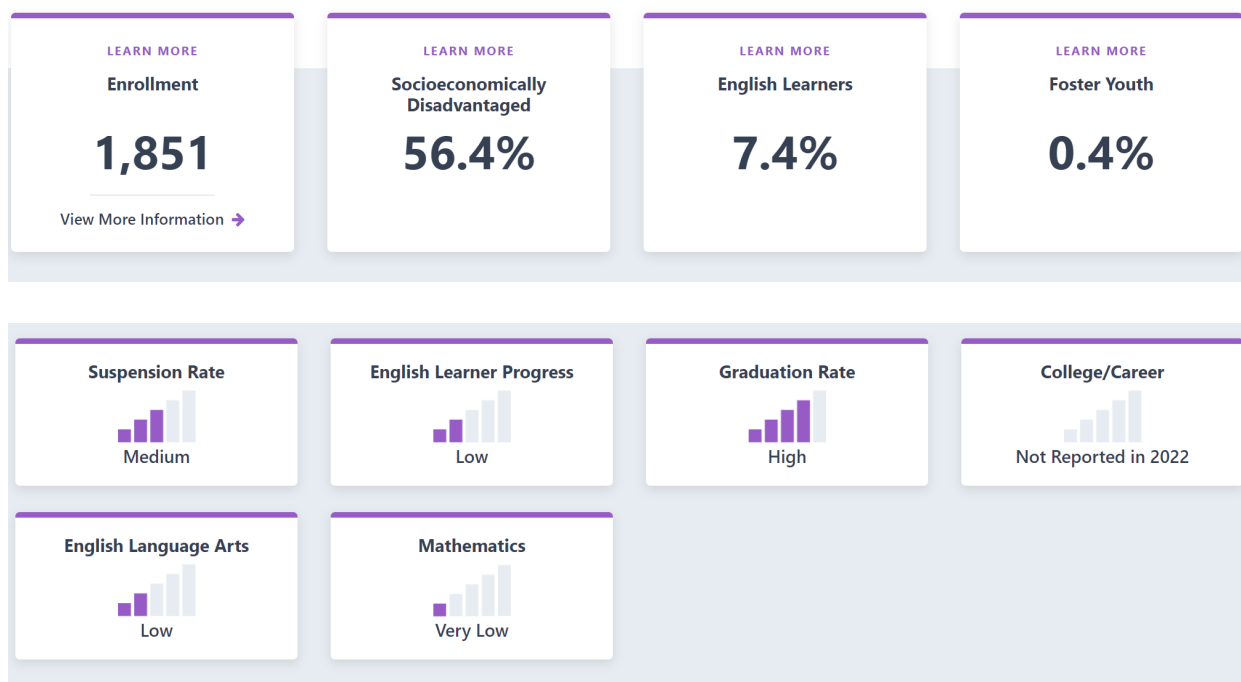 LEARN MORE
Enrollment
1,851
View More Information
LEARN MORE
Socioeconomically
Disadvantaged
56.4%
LEARN MORE
English Learners
7.4%
LEARN MORE
Foster Youth
0.4%
Suspension Rate
Medium
English Learner Progress
Low
Graduation Rate
High
College/Career
Not Reported in 2022
English Language Arts
Low
Mathematics
Very Low